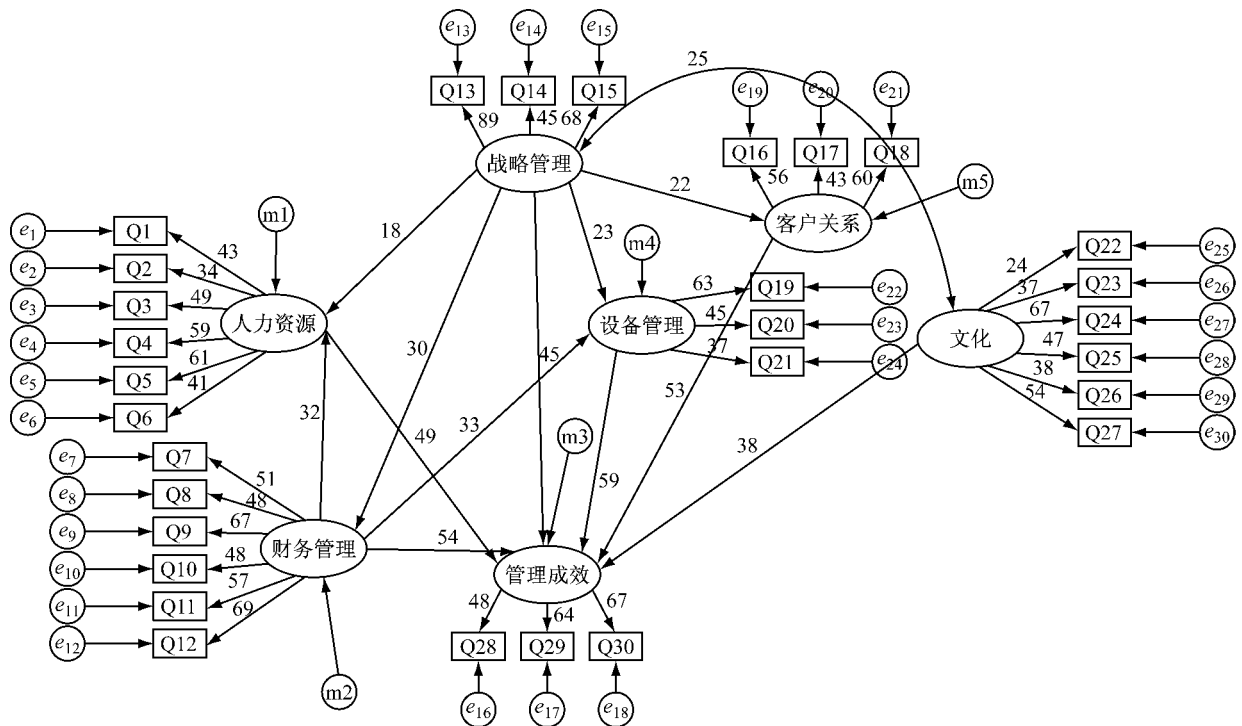 e13 e14 e15
25
Q13 Q14 Q15
e19 e20 e21
89 45 68
Q16 Q17 Q18
战略管理
56 43 60
22
m5
18
客户关系
m1
e1 Q1
43
23
m4
Q22 e25
e2 Q2
34
24
63 Q19 e22
37 Q23 e26
e3 Q3 49
人力资源
设备管理
45 Q20 e23
67 Q24 e27
e4 Q4 59
文化
30
45
37 Q21 e24
47 Q25 e28
e5 Q5 61
38 Q26 e29
e6 Q6 41
53
54 Q27 e30
32
49
33
m3
38
e7 Q7
51
59
e8 Q8 48
e9 Q9 67
财务管理
54
e10 Q10 48
管理成效
e11 Q11 57
48 64 67
e12 Q12 69
Q28 Q29 Q30
m2
e16 e17 e18